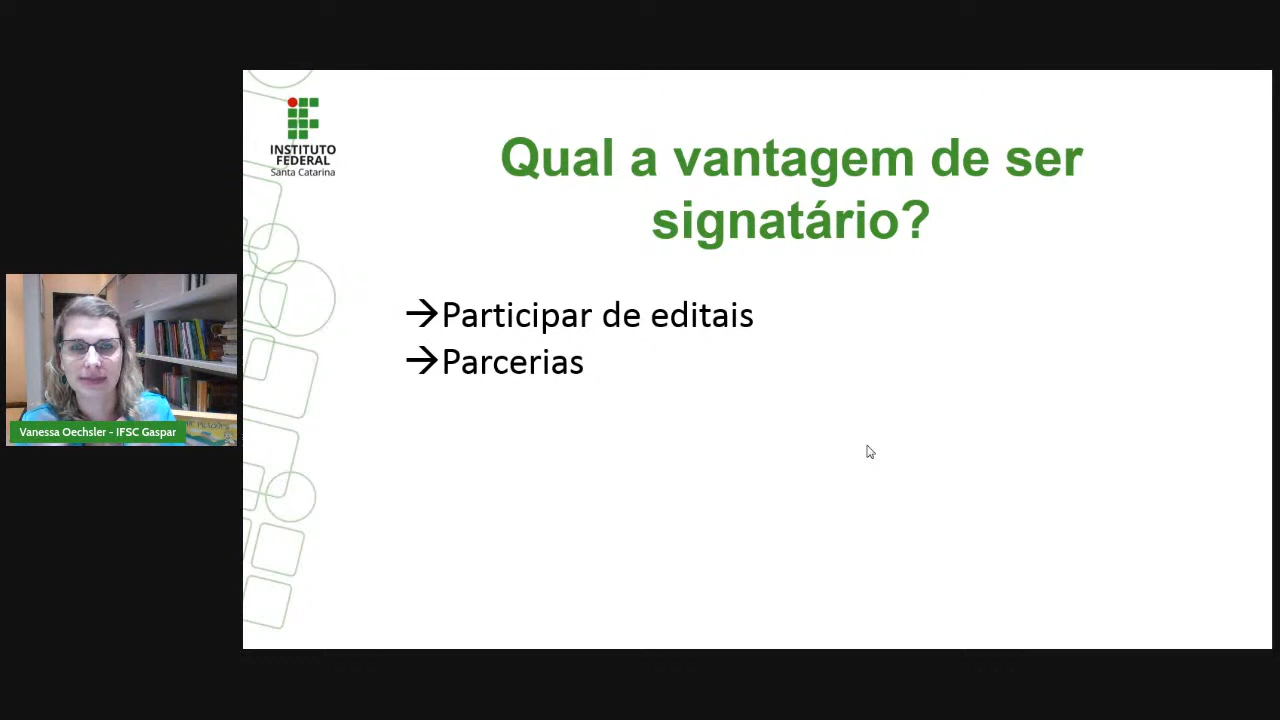 INSTITUTO
FEDERAL
Santa Catarina
Qual a vantagem de ser
signatário?
→Participar de editais
→Parcerias
Vanessa Oechsler - IFSC Gaspar